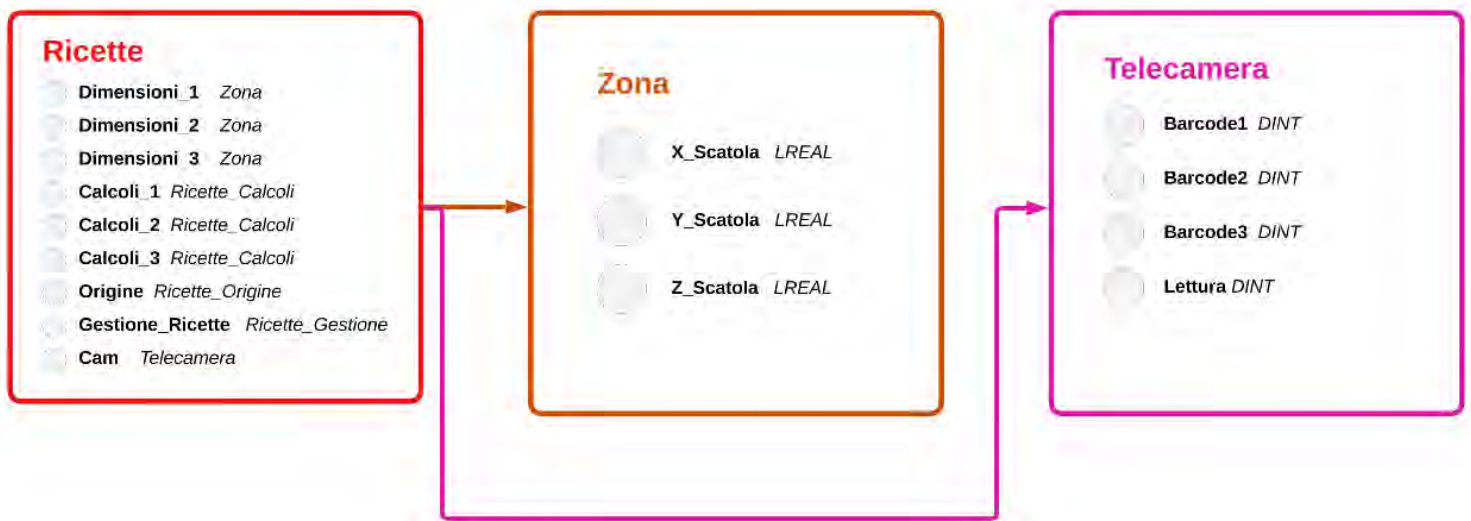 Ricette
Dimensioni_1 Zona
Dimensioni_2 Zona
Dimensioni_3 Zona
Calcoli_1 Ricette_Calcoli
Calcoli_2 Ricette_Calcoli
Calcoli_3 Ricette_Calcoli
Origine Ricette_Origine
Gestione_Ricette Ricette_Gestione
Cam Telecamera
Zona
X_Scatola LREAL
Y_Scatola LREAL
Z_Scatola LREAL
Telecamera
Barcode1 DINT
Barcode2 DINT
Barcode3 DINT
Lettura DINT